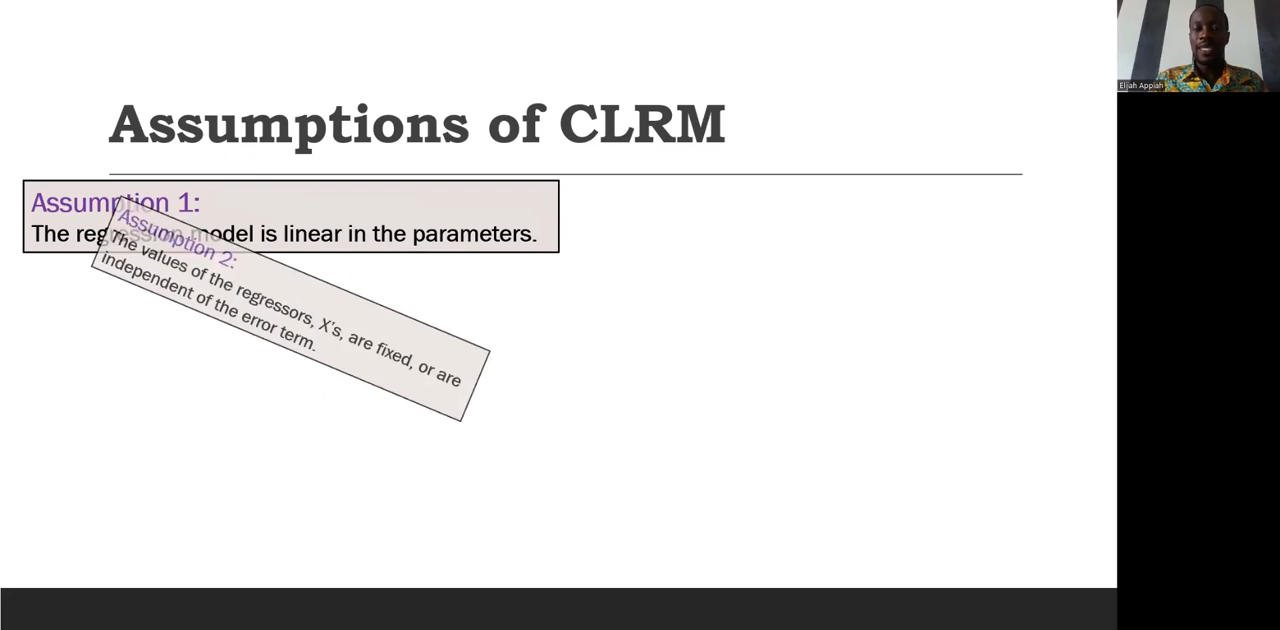 Assumptions of CLRM
Assumption 1:
The regression model is linear in the parameters.
Assumption 2:
The values of the regressors, X's, are fixed, or are
independent of the error term.
Elijah Appiah